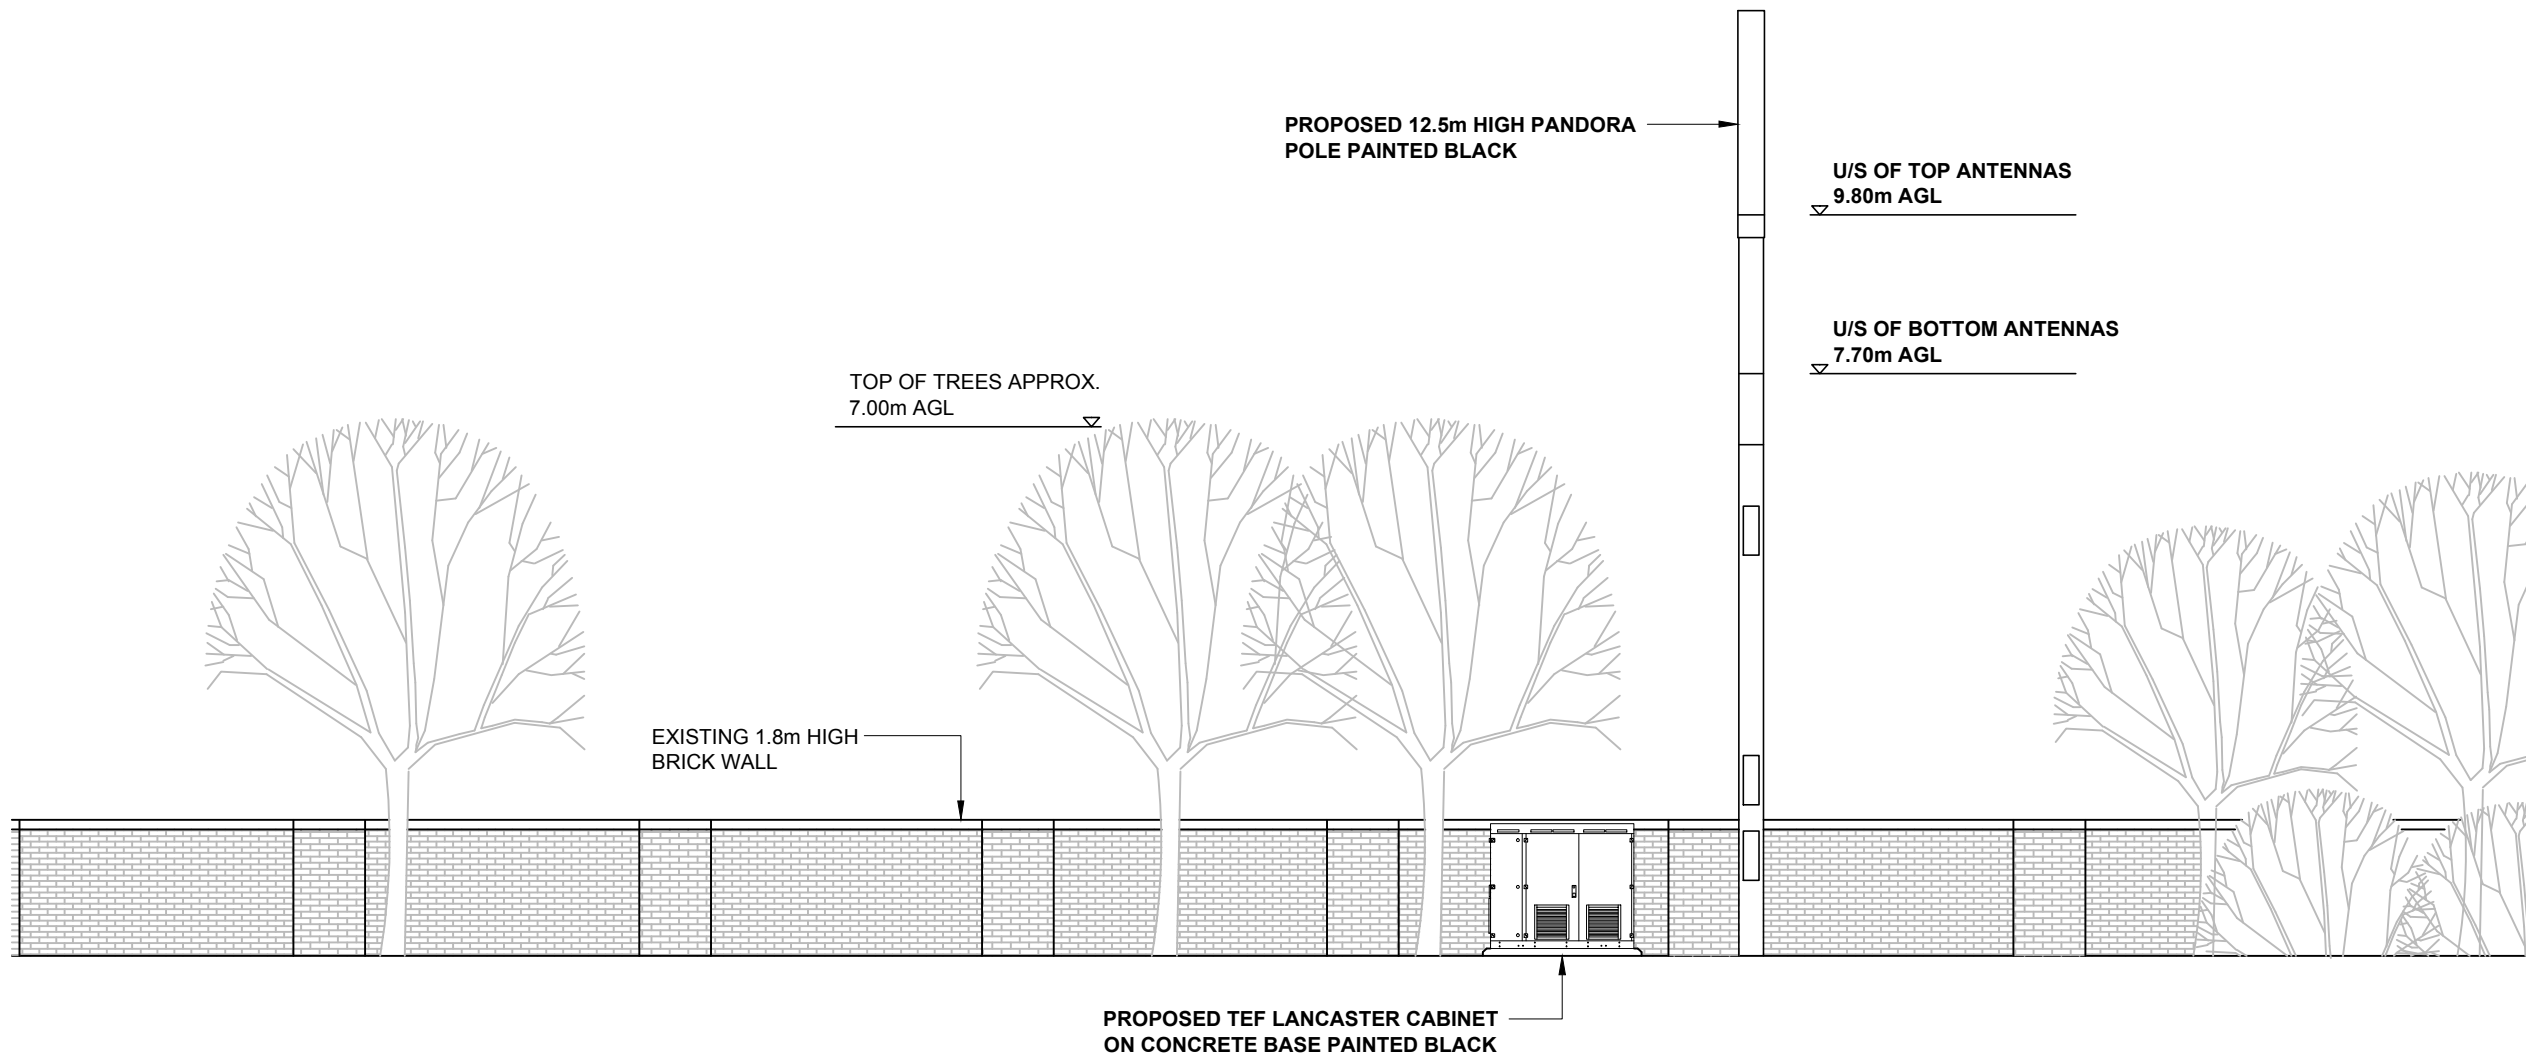 PROPOSED 12.5m HIGH PANDORA
POLE PAINTED BLACK
U/S OF TOP ANTENNAS
9.80m AGL
U/S OF BOTTOM ANTENNAS
7.70m AGL
TOP OF TREES APPROX.
7.00m AGL
EXISTING 1.8m HIGH
BRICK WALL
PROPOSED TEF LANCASTER CABINET
ON CONCRETE BASE PAINTED BLACK